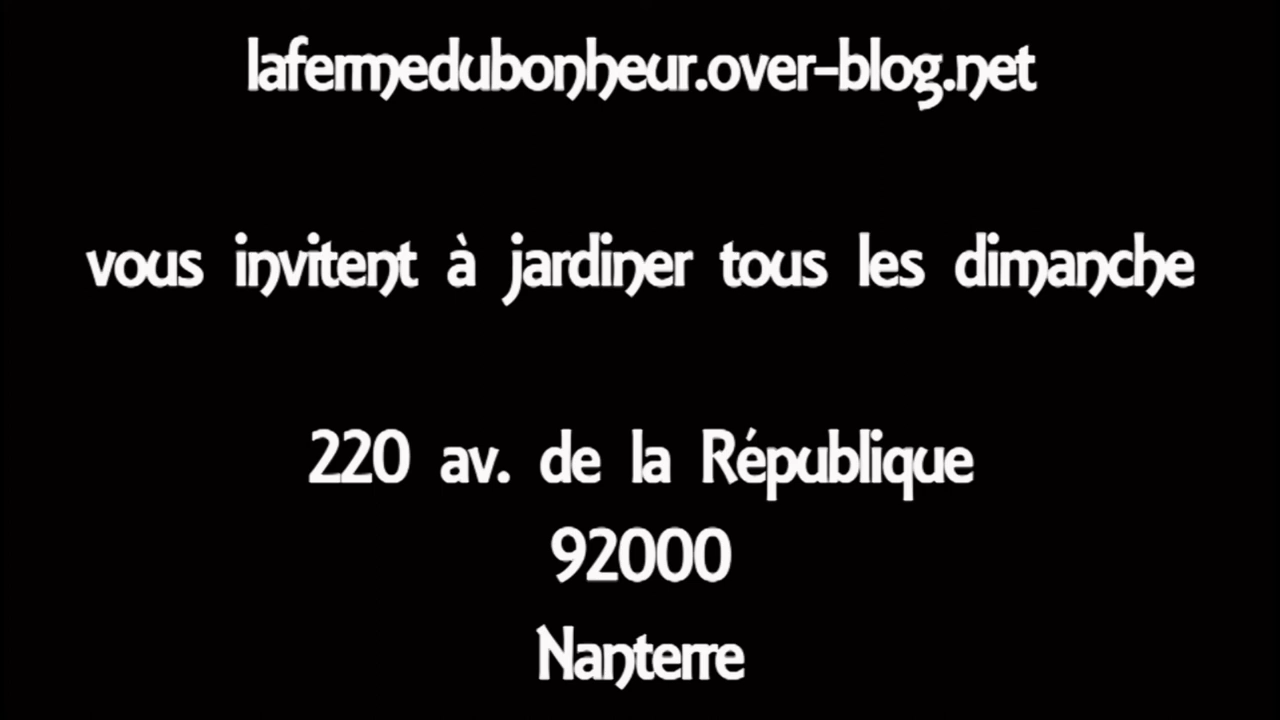 lafermedubonheur.over-blog.net
vous invitent à jardiner tous les dimanche
220 av. de la République
92000
Nanterre